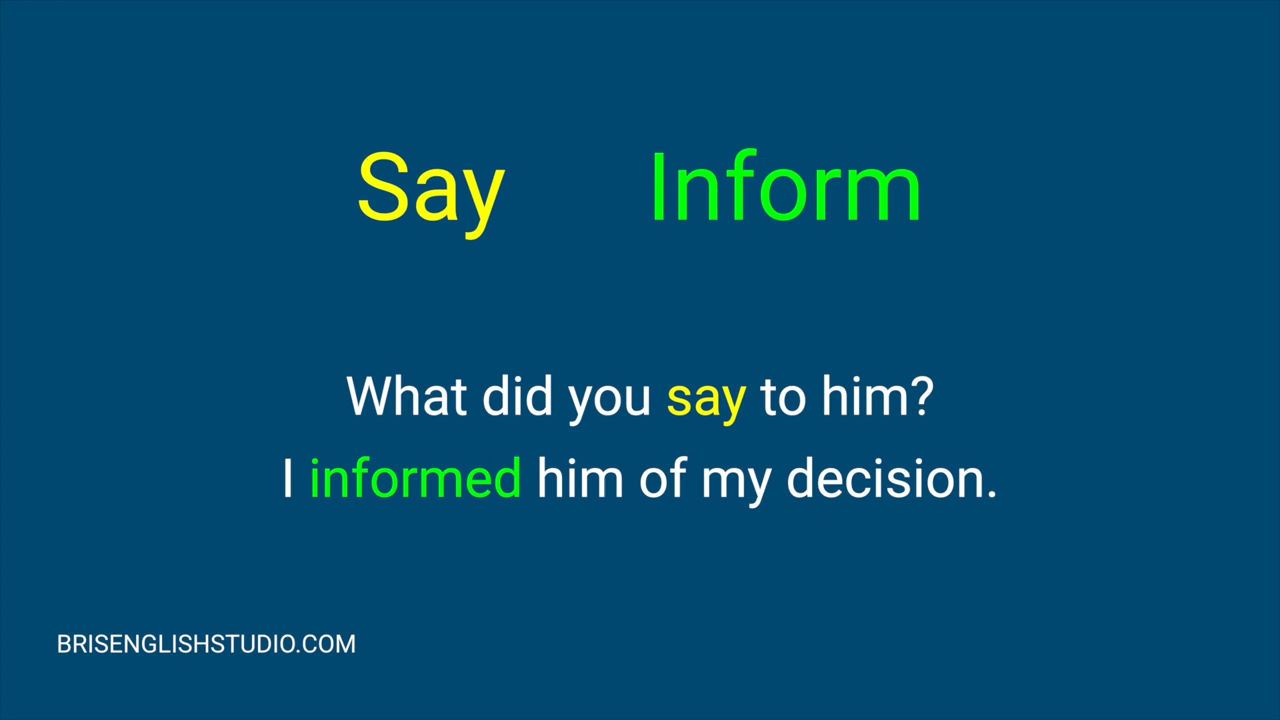 Say Inform
What did you say to him?
I informed him of my decision.
BRISENGLISHSTUDIO.COM